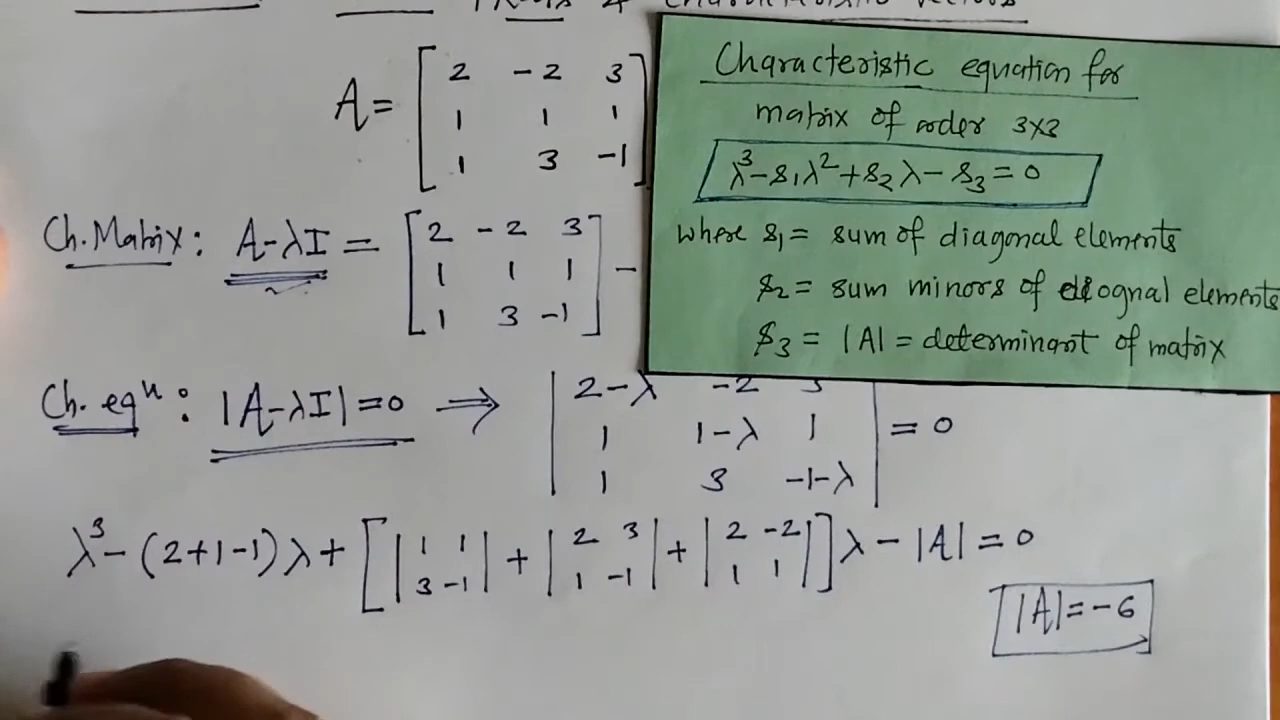 A = [ 2 -2 3
1 1 1
1 3 -1 ]
Characteristic equation for
matrix of order 3x3
λ³-S₁λ²+S₂λ-S₃=0
where S₁ = sum of diagonal elements
S₂ = sum minors of diognal elements
S₃ = |A| = determinant of matrix
Ch. Matrix : A-λI = [ 2 -2 3
1 1 1
1 3 -1 ] -
Ch. eqⁿ : |A-λI|=0 ⟹ | 2-λ -2 3
1 1-λ 1
1 3 -1-λ | = 0
λ³-(2+1-1)λ+[ |1 1; 3 -1| + |2 3; 1 -1| + |2 -2; 1 1| ]λ-|A|=0
|A|=-6